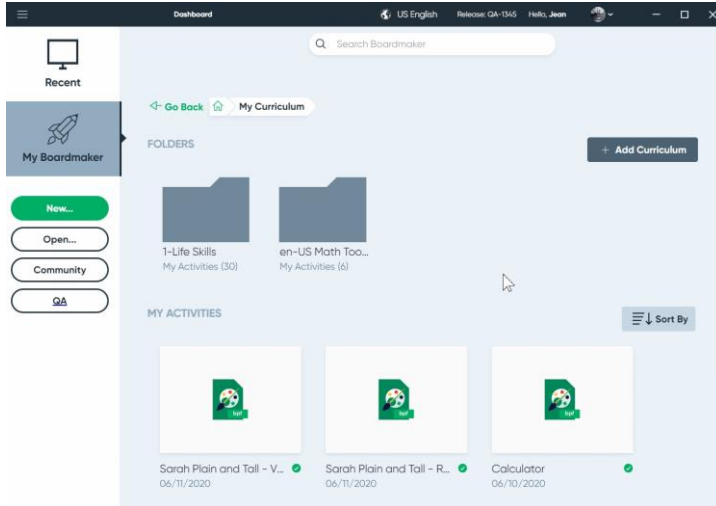 Dashboard
US English
Release: QA-1345
Hello, Jean
Search Boardmaker
Recent
My Boardmaker
New...
Open...
Community
QA
Go Back
My Curriculum
FOLDERS
+ Add Curriculum
1-Life Skills
My Activities (30)
en-US Math Too...
My Activities (6)
MY ACTIVITIES
Sort By
bpf
bpf
bpf
Sarah Plain and Tall - V...
06/11/2020
Sarah Plain and Tall - R...
06/11/2020
Calculator
06/10/2020